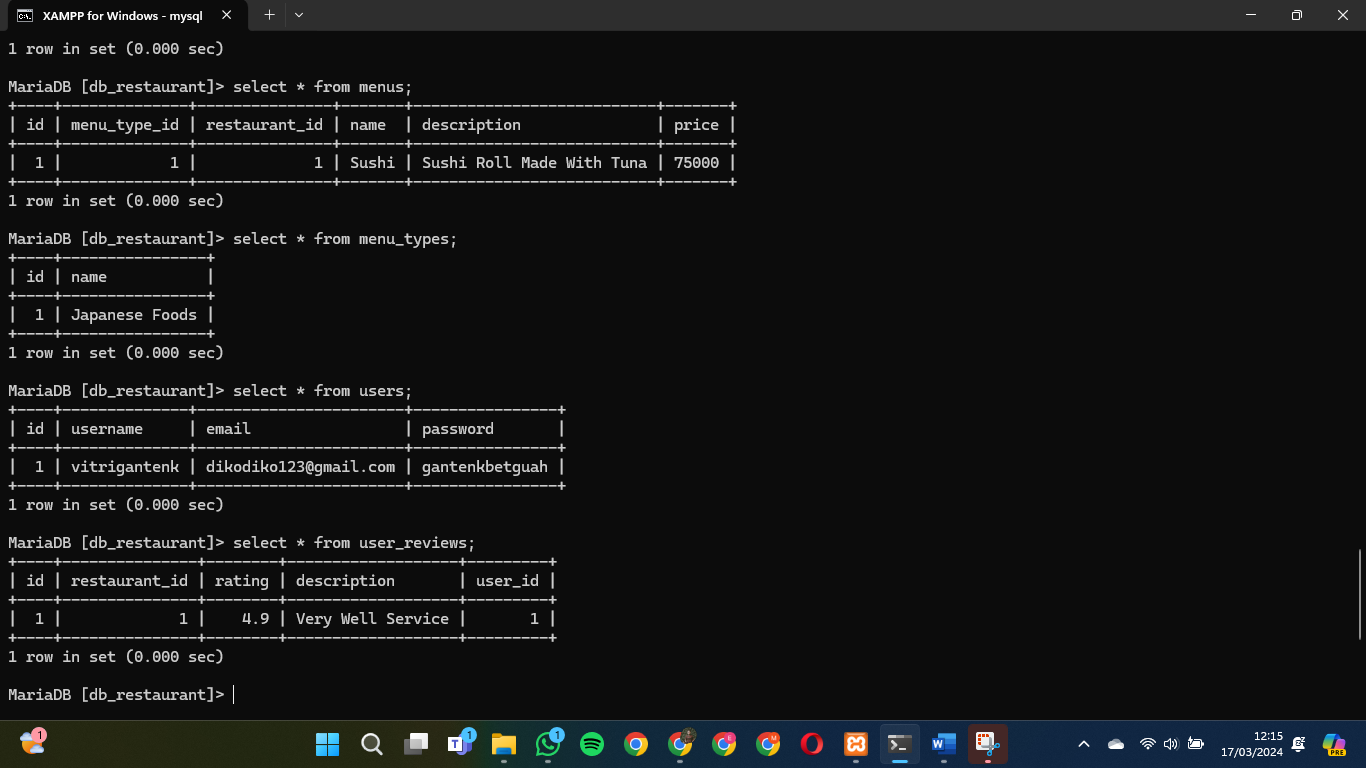 XAMPP for Windows - mysql
1 row in set (0.000 sec)
MariaDB [db_restaurant]> select * from menus;
+----+--------------+---------------+-------+---------------------------+-------+
| id | menu_type_id | restaurant_id | name  | description               | price |
+----+--------------+---------------+-------+---------------------------+-------+
|  1 |            1 |             1 | Sushi | Sushi Roll Made With Tuna | 75000 |
+----+--------------+---------------+-------+---------------------------+-------+
1 row in set (0.000 sec)
MariaDB [db_restaurant]> select * from menu_types;
+----+----------------+
| id | name           |
+----+----------------+
|  1 | Japanese Foods |
+----+----------------+
1 row in set (0.000 sec)
MariaDB [db_restaurant]> select * from users;
+----+--------------+-----------------------+----------------+
| id | username     | email                 | password       |
+----+--------------+-----------------------+----------------+
|  1 | vitrigantenk | dikodiko123@gmail.com | gantenkbetguah |
+----+--------------+-----------------------+----------------+
1 row in set (0.000 sec)
MariaDB [db_restaurant]> select * from user_reviews;
+----+---------------+--------+-------------------+---------+
| id | restaurant_id | rating | description       | user_id |
+----+---------------+--------+-------------------+---------+
|  1 |             1 |    4.9 | Very Well Service |       1 |
+----+---------------+--------+-------------------+---------+
1 row in set (0.000 sec)
MariaDB [db_restaurant]>
1
1
1
12:15
17/03/2024
PRE